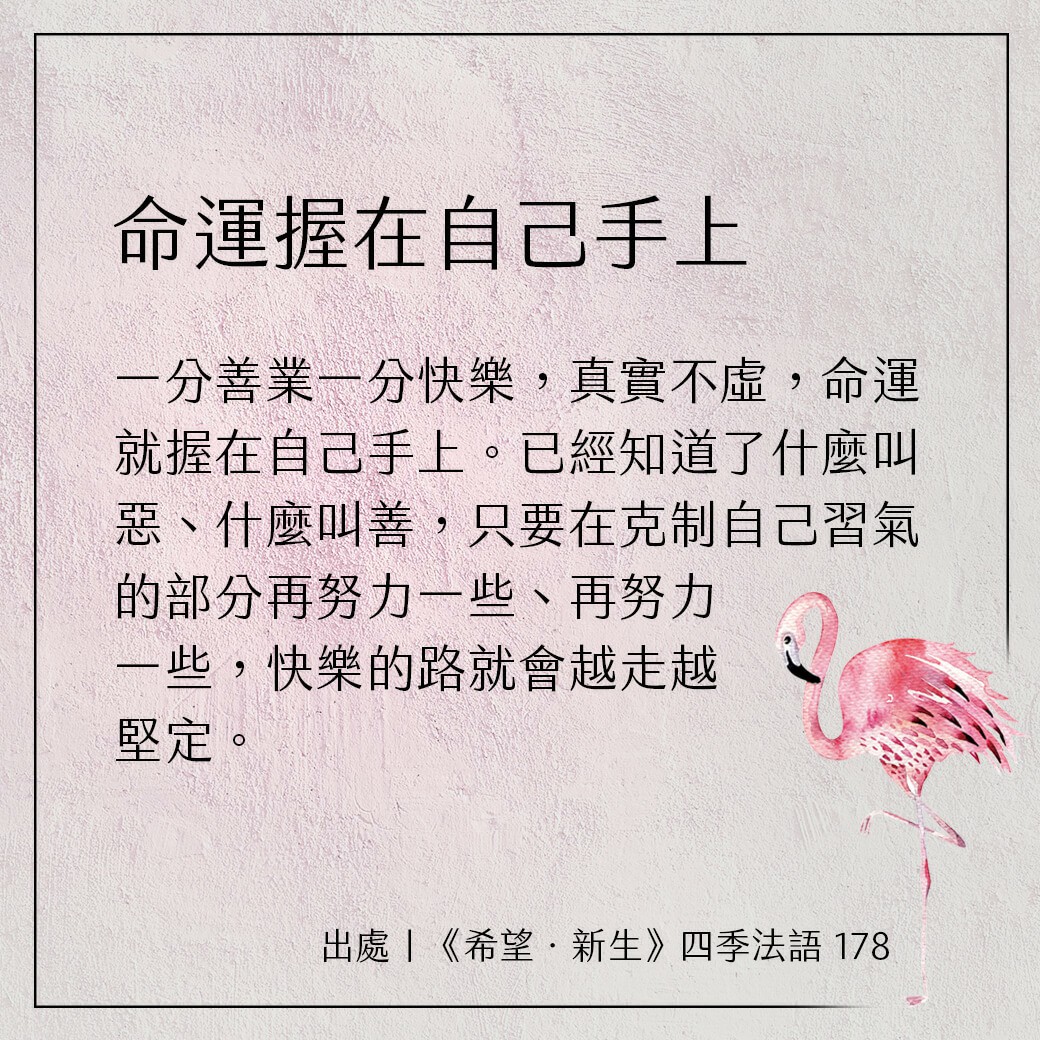 命運握在自己手上
一分善業一分快樂，真實不虛，命運
就握在自己手上。已經知道了什麼叫
惡、什麼叫善，只要在克制自己習氣
的部分再努力一些、再努力
一些，快樂的路就會越走越
堅定。
出處|《希望‧新生》四季法語 178